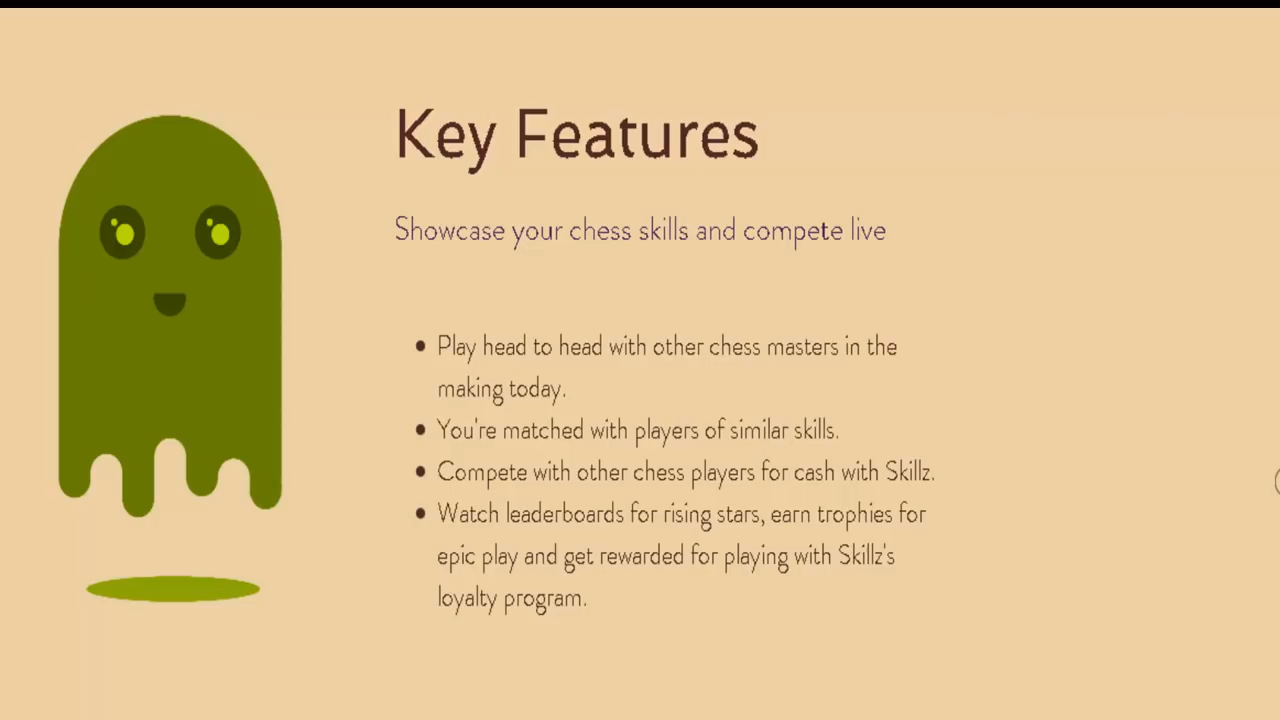 Key Features
Showcase your chess skills and compete live
• Play head to head with other chess masters in the
making today.
• You're matched with players of similar skills.
• Compete with other chess players for cash with Skillz.
• Watch leaderboards for rising stars, earn trophies for
epic play and get rewarded for playing with Skillz's
loyalty program.